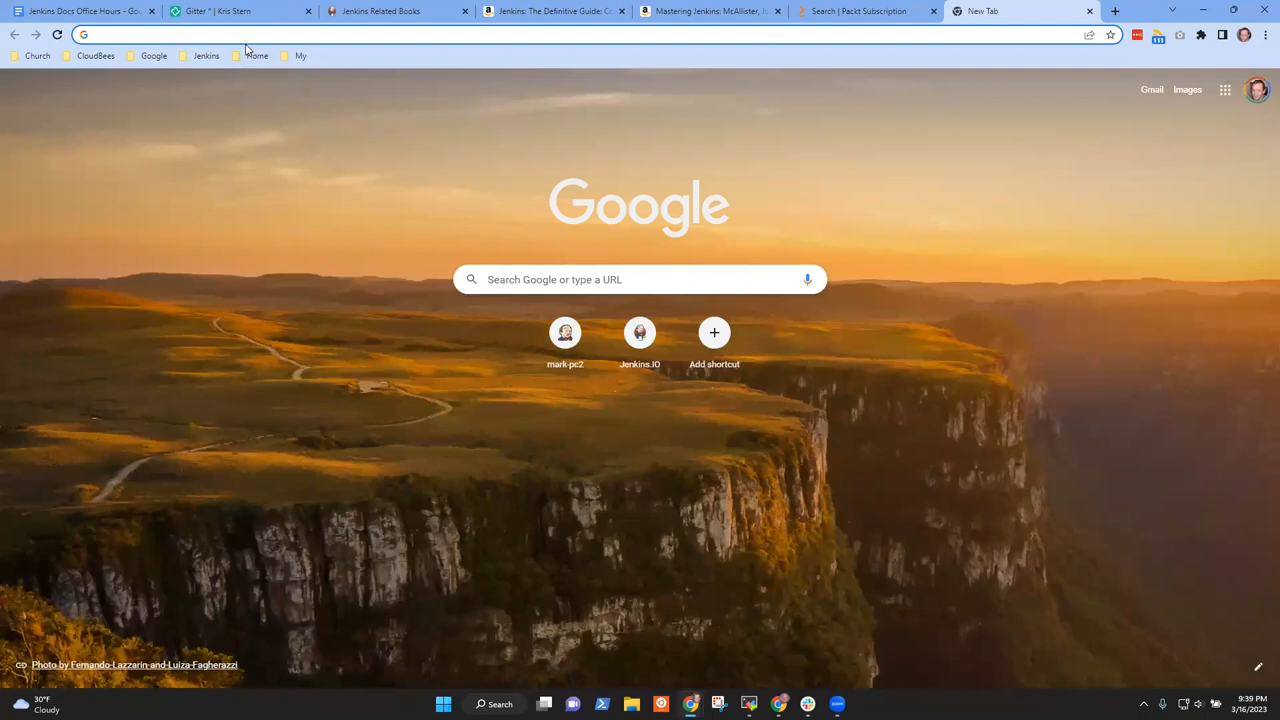 Jenkins Docs Office Hours - Goo
Gitter * | Kris Stern
Jenkins Related Books
Jenkins: The Definitive Guide: Co
Mastering Jenkins: McAllister, Jo
Search | Packt Subscription
New Tab
Church
CloudBees
Google
Jenkins
Home
My
Gmail
Images
Google
Search Google or type a URL
mark-pc2
Jenkins.IO
Add shortcut
Photo by Fernando-Lazzarin-and-Luiza-Fagherazzi
30°F
Cloudy
Search
9:39 PM
3/16/2023